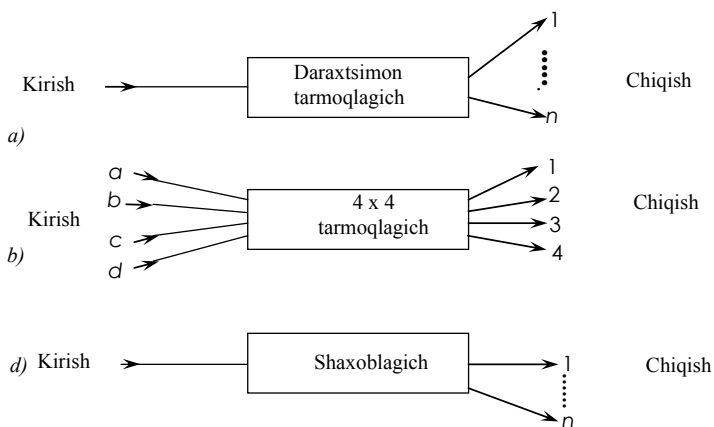 1
Daraxtsimon
tarmoqlagich
Kirish
Chiqish
n
a)
a
1
b
4 x 4
tarmoqlagich
2
Kirish
Chiqish
3
c
4
b)
d
d) Kirish
Shaxoblagich
1
Chiqish
n